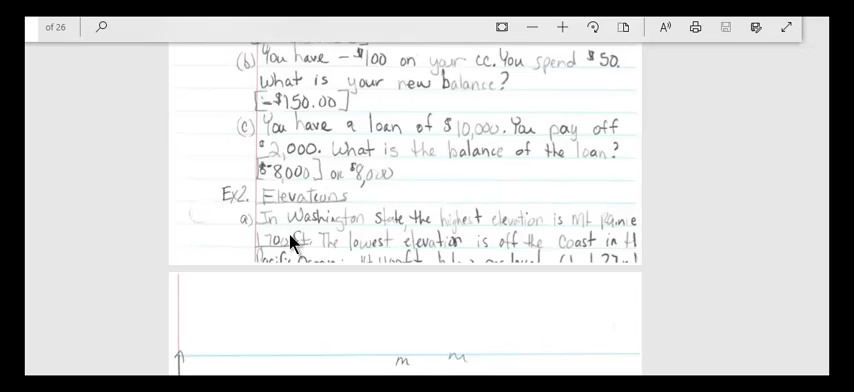 of 26
(b) You have -$100 on your cc. You spend $50.
What is your new balance?
[-$150.00]
(c) You have a loan of $10,000. You pay off
$2,000. What is the balance of the loan?
[$-8,000] or $8,000
Ex2. Elevations
a) In Washington state, the highest elevation is Mt
The lowest elevation is off the coast in
m m